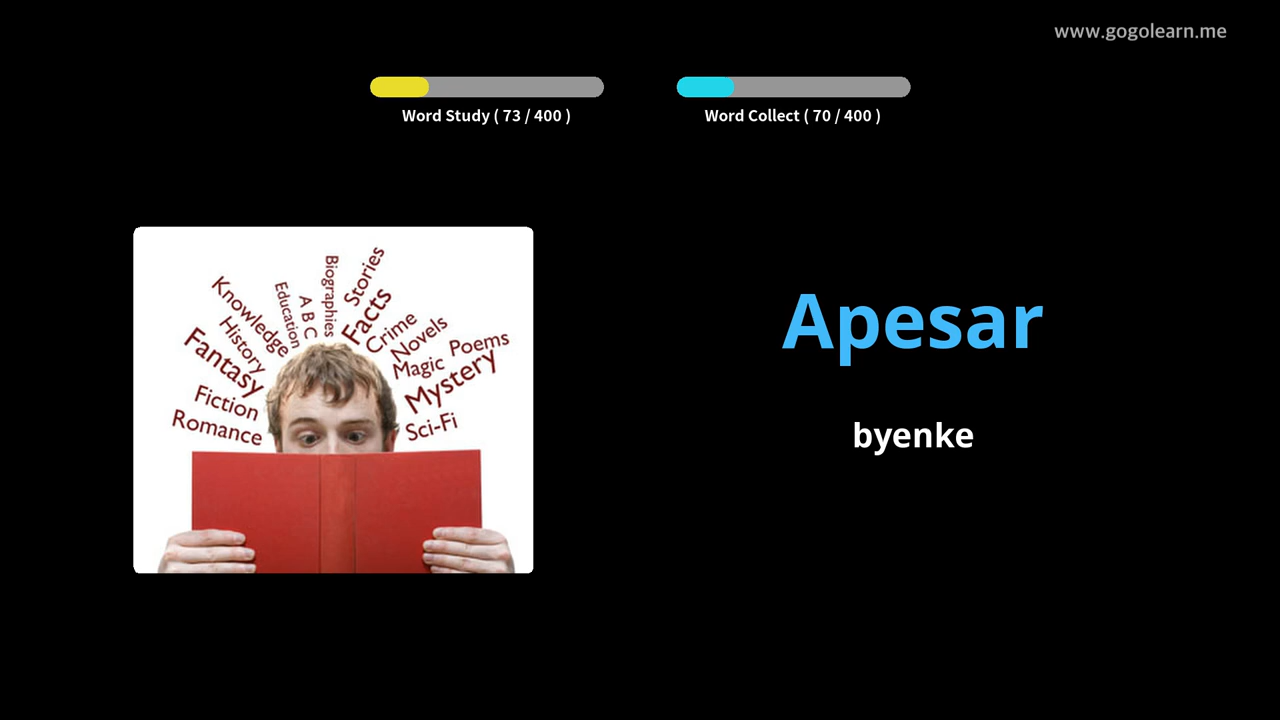 www.gogolearn.me
Word Study ( 73 / 400 )
Word Collect ( 70 / 400 )
Romance
Fiction
Fantasy
History
Knowledge
Education
A B C
Biographies
Stories
Facts
Crime
Novels
Magic
Poems
Mystery
Sci-Fi
Apesar
byenke